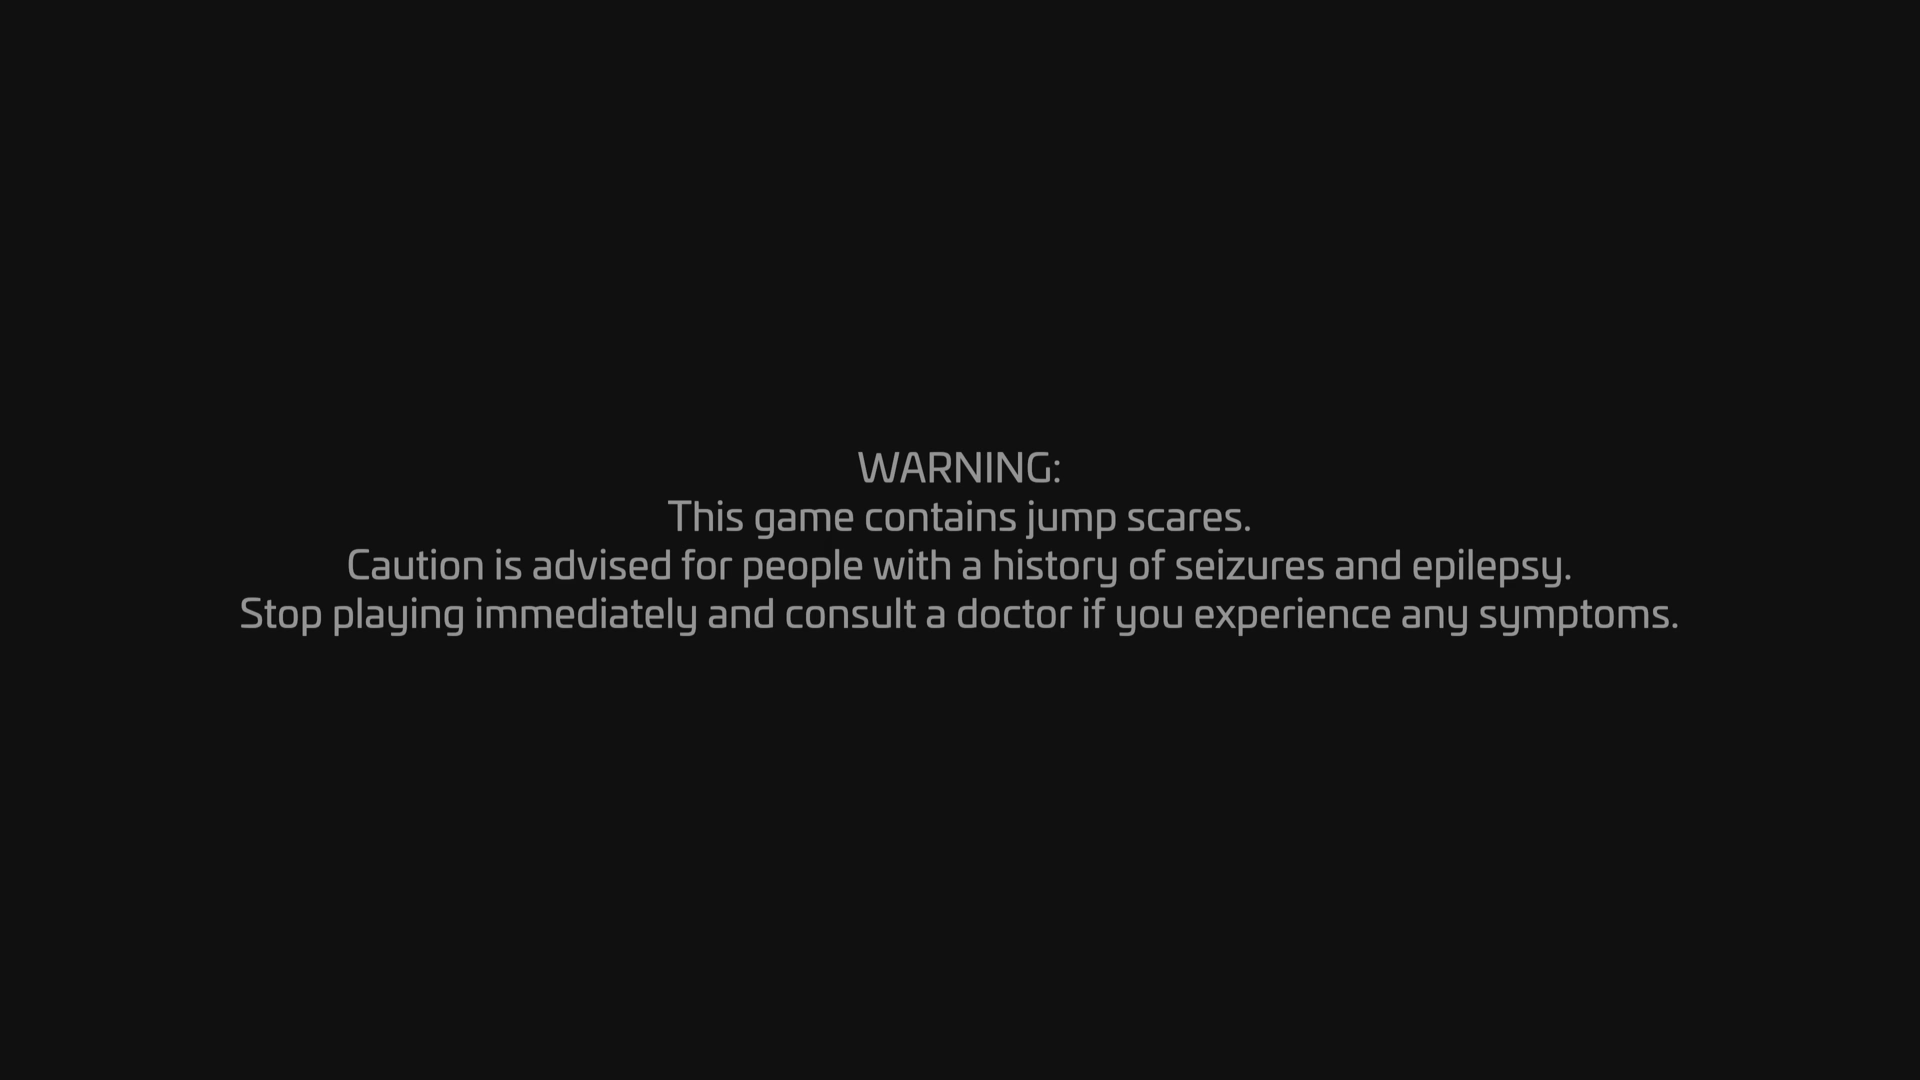 WARNING:
This game contains jump scares.
Caution is advised for people with a history of seizures and epilepsy.
Stop playing immediately and consult a doctor if you experience any symptoms.